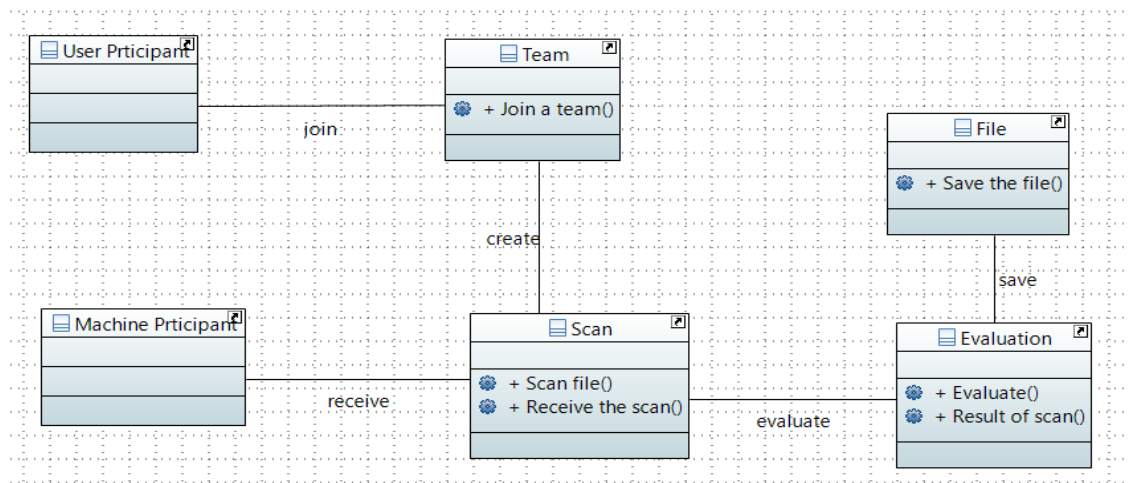 User Prticipant
Team
+ Join a team()
join
File
+ Save the file()
create
save
Machine Prticipant
Scan
+ Scan file()
+ Receive the scan()
receive
Evaluation
+ Evaluate()
+ Result of scan()
evaluate